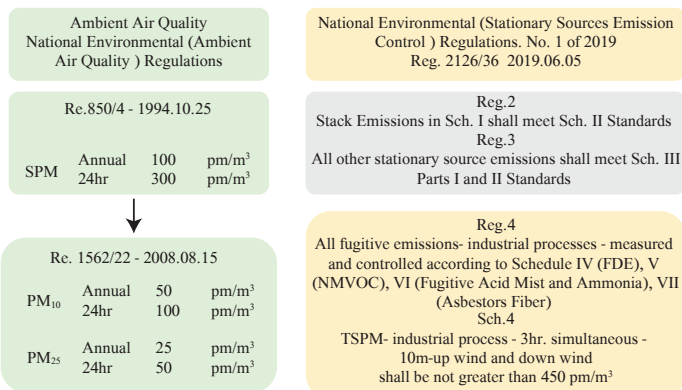 Ambient Air Quality
National Environmental (Ambient
Air Quality ) Regulations
Re.850/4 - 1994.10.25
SPM Annual 100 pm/m³
24hr 300 pm/m³
Re. 1562/22 - 2008.08.15
PM₁₀ Annual 50 pm/m³
24hr 100 pm/m³
PM₂₅ Annual 25 pm/m³
24hr 50 pm/m³
National Environmental (Stationary Sources Emission
Control ) Regulations. No. 1 of 2019
Reg. 2126/36 2019.06.05
Reg.2
Stack Emissions in Sch. I shall meet Sch. II Standards
Reg.3
All other stationary source emissions shall meet Sch. III
Parts I and II Standards
Reg.4
All fugitive emissions- industrial processes - measured
and controlled according to Schedule IV (FDE), V
(NMVOC), VI (Fugitive Acid Mist and Ammonia), VII
(Asbestors Fiber)
Sch.4
TSPM- industrial process - 3hr. simultaneous -
10m-up wind and down wind
shall be not greater than 450 pm/m³